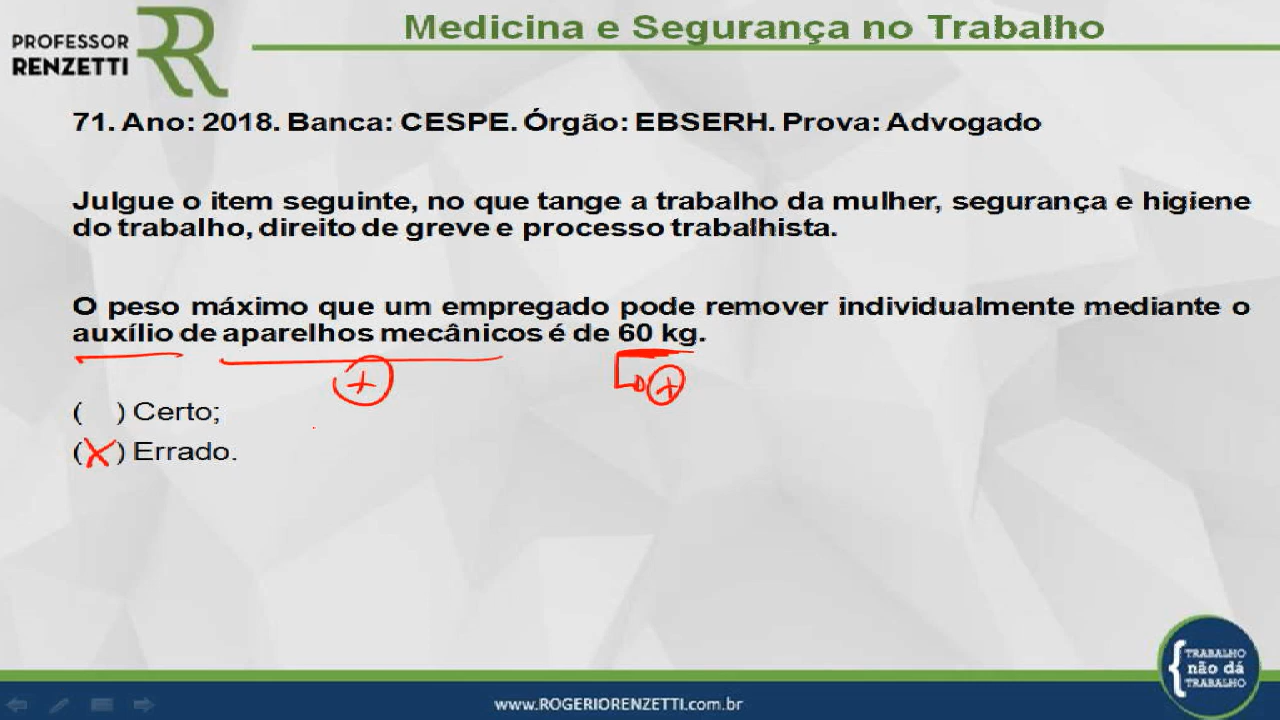 Medicina e Segurança no Trabalho
PROFESSOR
RENZETTI
71. Ano: 2018. Banca: CESPE. Órgão: EBSERH. Prova: Advogado
Julgue o item seguinte, no que tange a trabalho da mulher, segurança e higiene
do trabalho, direito de greve e processo trabalhista.
O peso máximo que um empregado pode remover individualmente mediante o
auxílio de aparelhos mecânicos é de 60 kg.
+
+
( ) Certo;
(X) Errado.
TRABALHO
não dá
TRABALHO
www.ROGERIORENZETTI.com.br